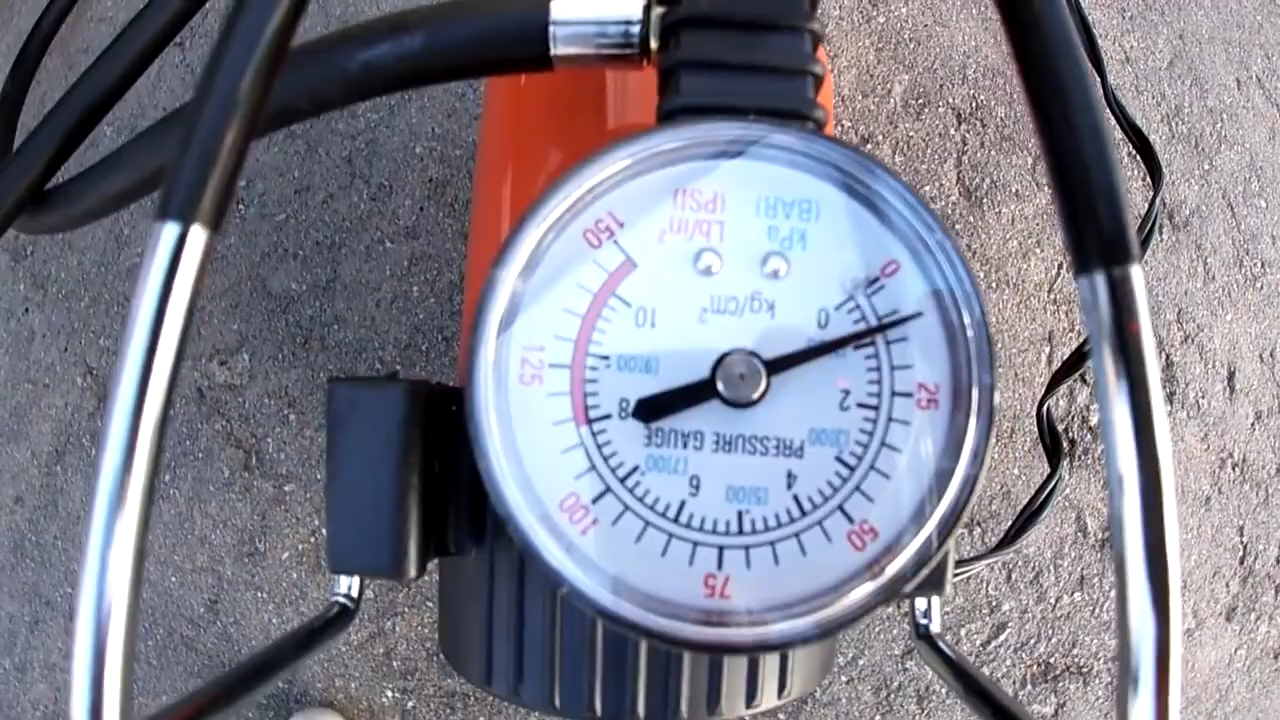 kPa
(BAR)
Lb/in²
(PSI)
kg/cm²
PRESSURE GAUGE
0
25
50
75
100
125
150
0
2
4
6
8
10